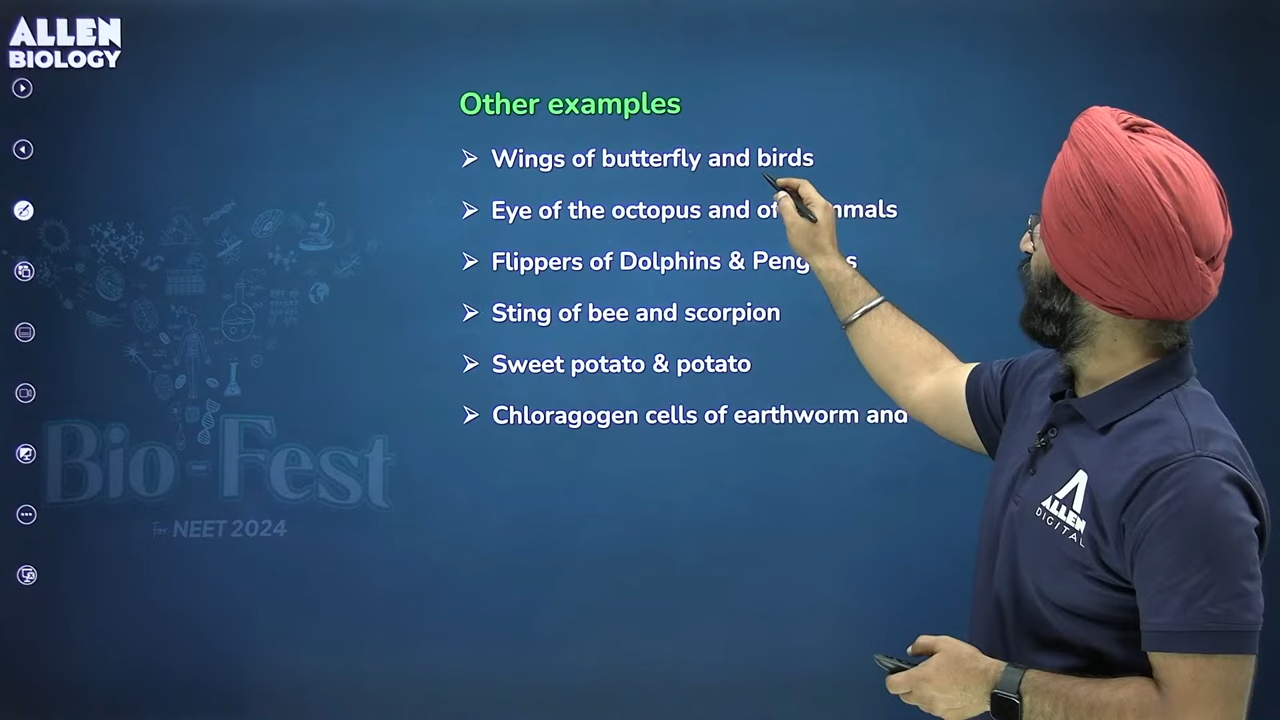 ALLEN
BIOLOGY
Other examples
➢ Wings of butterfly and birds
➢ Eye of the octopus and of
➢ Flippers of Dolphins &
➢ Sting of bee and scorpion
➢ Sweet potato & potato
➢ Chloragogen cells of earthworm and
Bio-Fest
For NEET 2024
ALLEN
DIGITAL